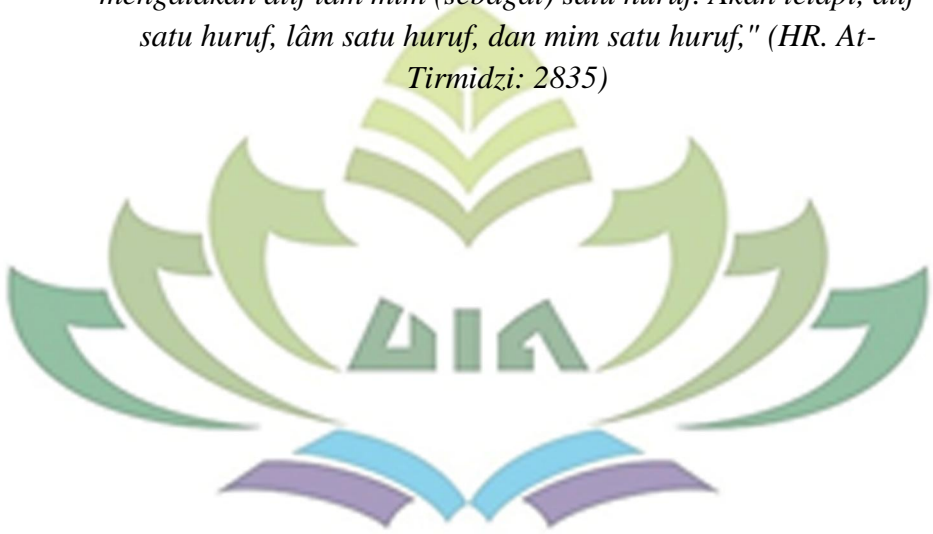 mengatakan alif lâm mim (sebagai) satu huruf. Akan tetapi, alif
satu huruf, lâm satu huruf, dan mim satu huruf," (HR. At-
Tirmidzi: 2835)